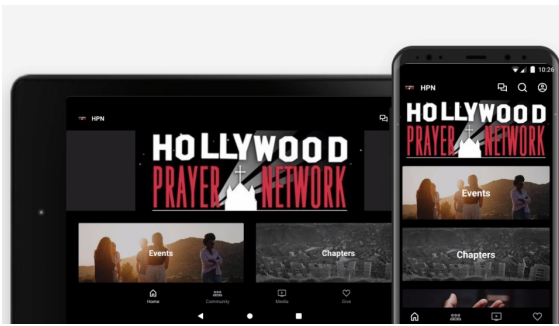 HPN
HOLLYWOOD
PRAYER NETWORK
Events
Chapters
Home
Community
Media
Give
10:26
HPN
HOLLYWOOD
PRAYER NETWORK
Events
Chapters